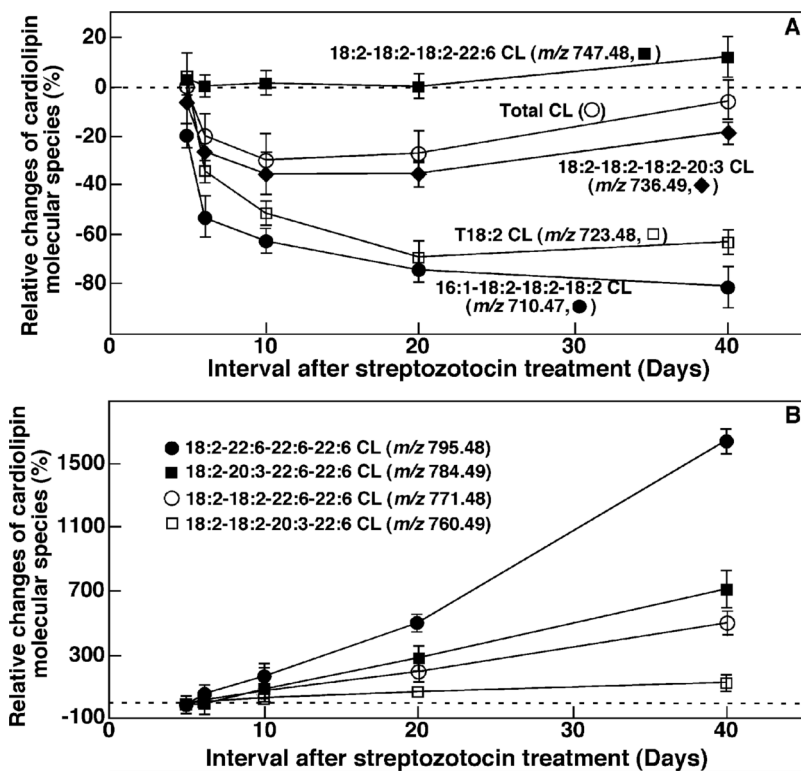 A
Relative changes of cardiolipin
molecular species (%)
20
0
-20
-40
-60
-80
18:2-18:2-18:2-22:6 CL (m/z 747.48, ■)
Total CL (○)
18:2-18:2-18:2-20:3 CL
(m/z 736.49, ◆)
T18:2 CL (m/z 723.48, □)
16:1-18:2-18:2-18:2 CL
(m/z 710.47, ●)
0 10 20 30 40
Interval after streptozotocin treatment (Days)
B
Relative changes of cardiolipin
molecular species (%)
1500
1100
700
300
-100
● 18:2-22:6-22:6-22:6 CL (m/z 795.48)
■ 18:2-20:3-22:6-22:6 CL (m/z 784.49)
○ 18:2-18:2-22:6-22:6 CL (m/z 771.48)
□ 18:2-18:2-20:3-22:6 CL (m/z 760.49)
0 10 20 30 40
Interval after streptozotocin treatment (Days)